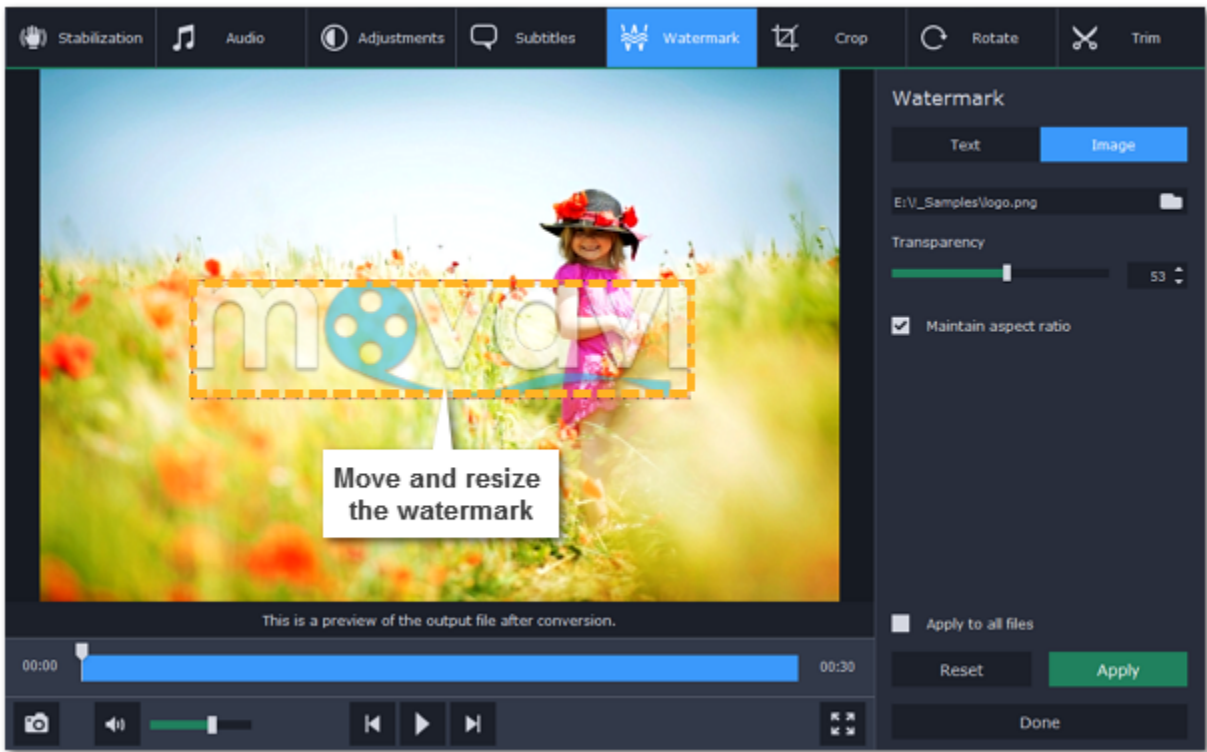 Stabilization
Audio
Adjustments
Subtitles
Watermark
Crop
Rotate
Trim
Watermark
Text
Image
E:\!_Samples\logo.png
Transparency
53
Maintain aspect ratio
movavi
Move and resize
the watermark
This is a preview of the output file after conversion.
Apply to all files
00:00
00:30
Reset
Apply
Done